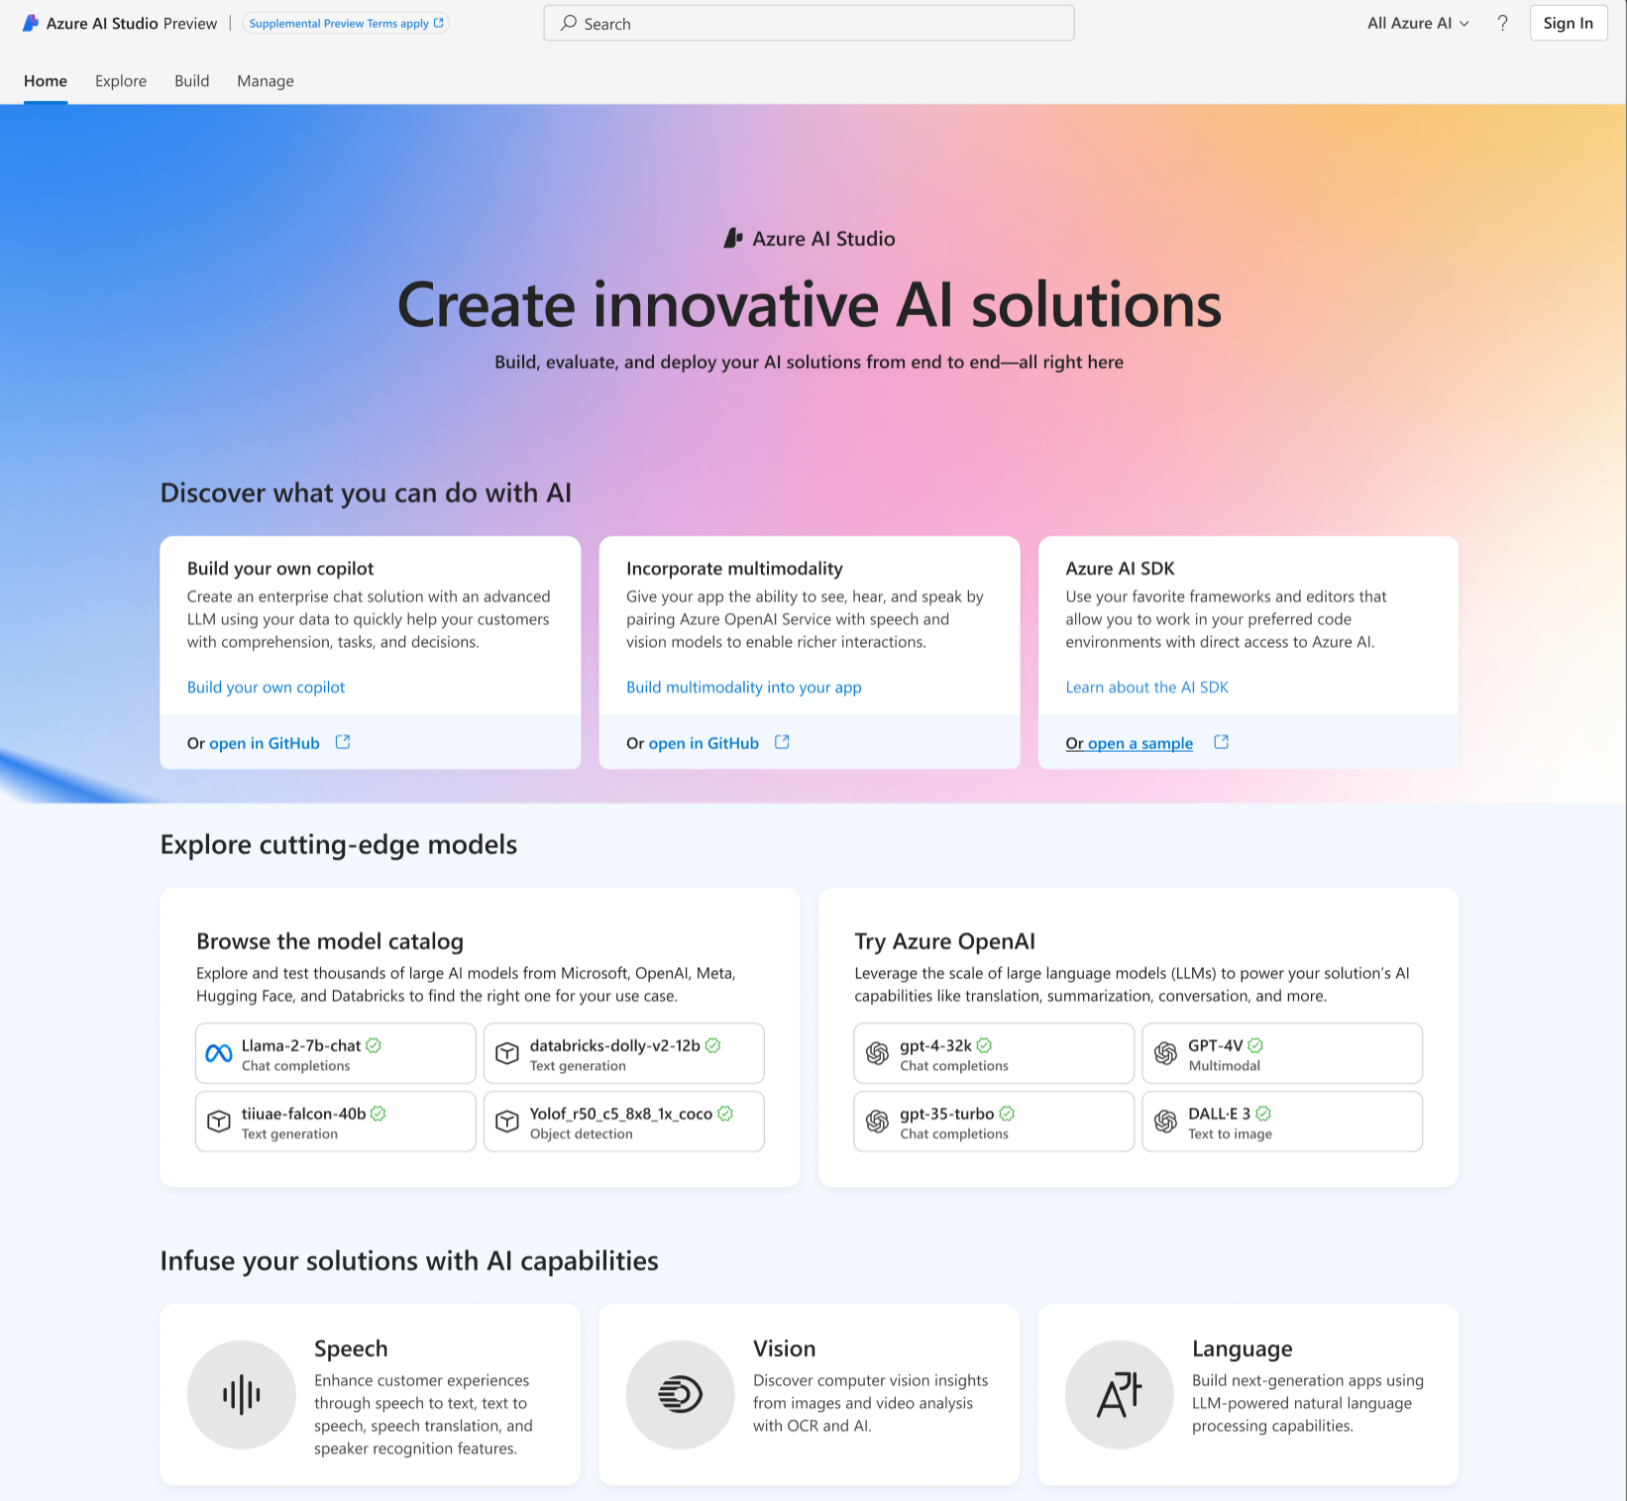 Azure AI Studio Preview
Supplemental Preview Terms apply
Search
All Azure AI
?
Sign In
Home
Explore
Build
Manage
Azure AI Studio
Create innovative AI solutions
Build, evaluate, and deploy your AI solutions from end to end—all right here
Discover what you can do with AI
Build your own copilot
Create an enterprise chat solution with an advanced
LLM using your data to quickly help your customers
with comprehension, tasks, and decisions.
Build your own copilot
Or open in GitHub
Incorporate multimodality
Give your app the ability to see, hear, and speak by
pairing Azure OpenAI Service with speech and
vision models to enable richer interactions.
Build multimodality into your app
Or open in GitHub
Azure AI SDK
Use your favorite frameworks and editors that
allow you to work in your preferred code
environments with direct access to Azure AI.
Learn about the AI SDK
Or open a sample
Explore cutting-edge models
Browse the model catalog
Explore and test thousands of large AI models from Microsoft, OpenAI, Meta,
Hugging Face, and Databricks to find the right one for your use case.
Llama-2-7b-chat
Chat completions
databricks-dolly-v2-12b
Text generation
tiiuae-falcon-40b
Text generation
Yolof_r50_c5_8x8_1x_coco
Object detection
Try Azure OpenAI
Leverage the scale of large language models (LLMs) to power your solution’s AI
capabilities like translation, summarization, conversation, and more.
gpt-4-32k
Chat completions
GPT-4V
Multimodal
gpt-35-turbo
Chat completions
DALL·E 3
Text to image
Infuse your solutions with AI capabilities
Speech
Enhance customer experiences
through speech to text, text to
speech, speech translation, and
speaker recognition features.
Vision
Discover computer vision insights
from images and video analysis
with OCR and AI.
Language
Build next-generation apps using
LLM-powered natural language
processing capabilities.